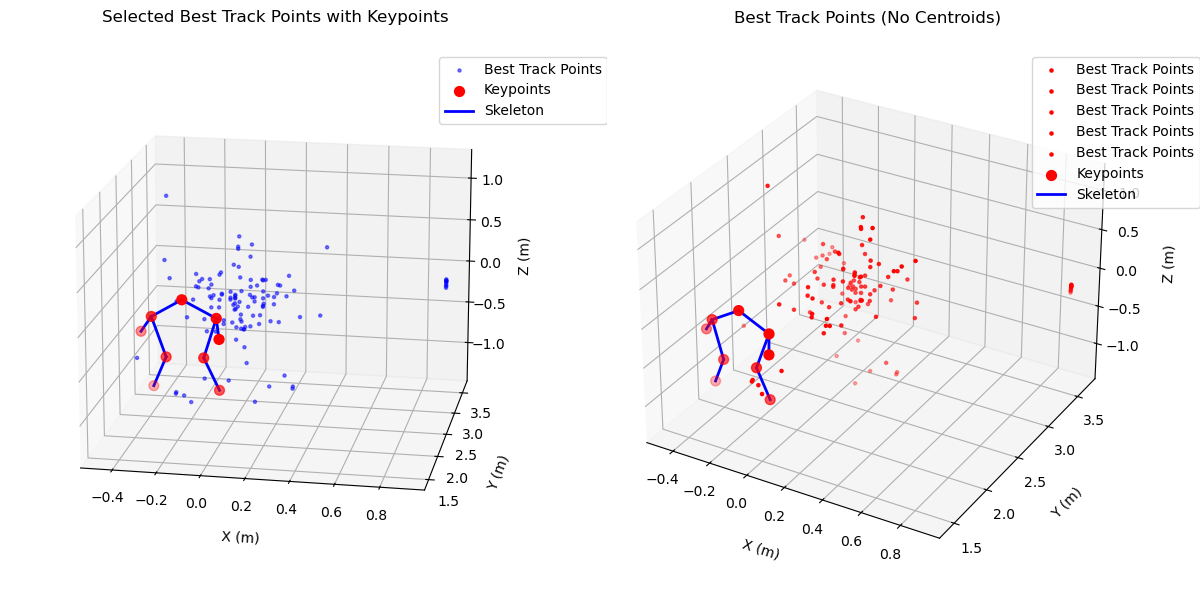 Selected Best Track Points with Keypoints
Best Track Points
Keypoints
Skeleton
1.0
0.5
0.0
−0.5
−1.0
Z (m)
3.5
3.0
2.5
2.0
1.5
Y (m)
−0.4
−0.2
0.0
0.2
0.4
0.6
0.8
X (m)
Best Track Points (No Centroids)
Best Track Points
Best Track Points
Best Track Points
Best Track Points
Best Track Points
Keypoints
Skeleton
1.0
0.5
0.0
−0.5
−1.0
Z (m)
3.5
3.0
2.5
2.0
1.5
Y (m)
−0.4
−0.2
0.0
0.2
0.4
0.6
0.8
X (m)